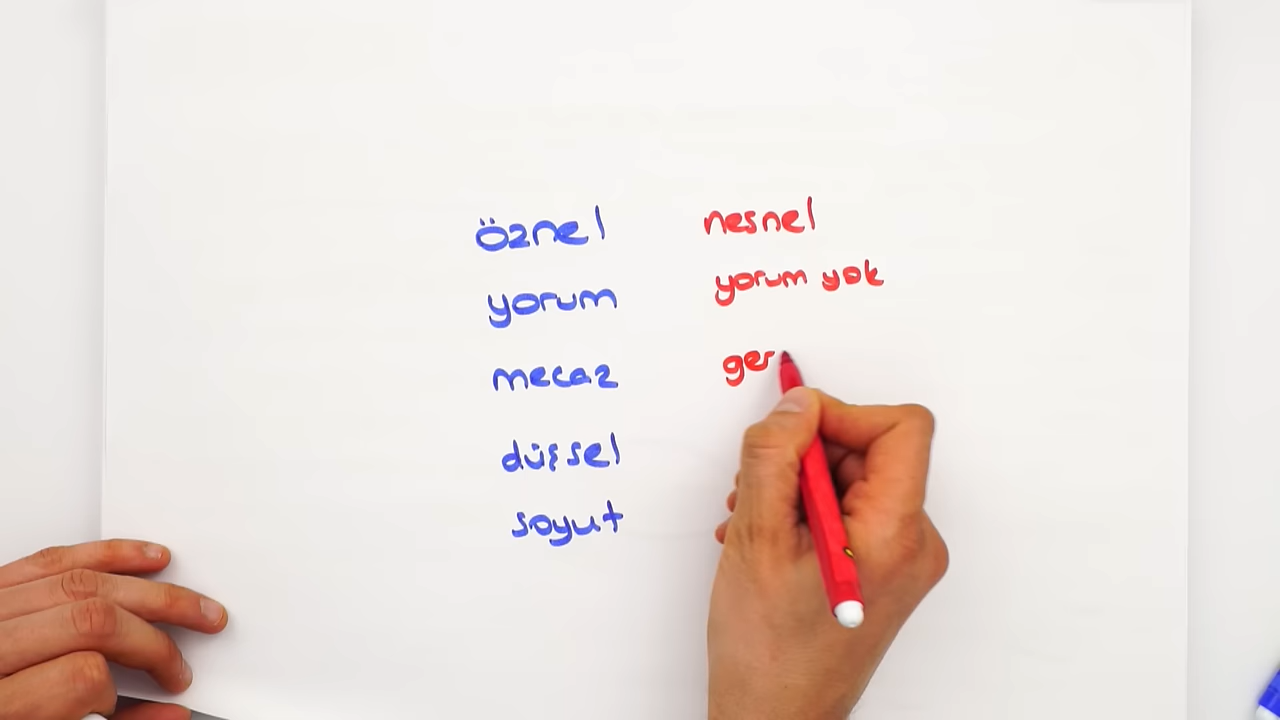 öznel nesnel
yorum yorum yok
mecaz ger
düşsel
soyut